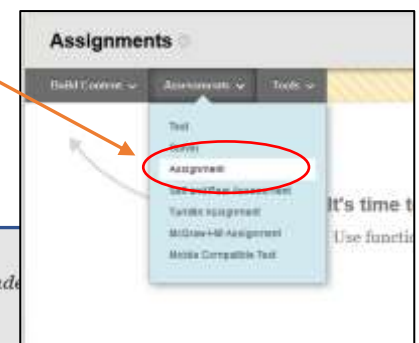 Assignments
Build Content Assessments Tools
Test
Survey
Assignment
Self and Peer Assessment
Turnitin Assignment
McGraw-Hill Assignment
Mobile Compatible Test
It's time t
Use functio